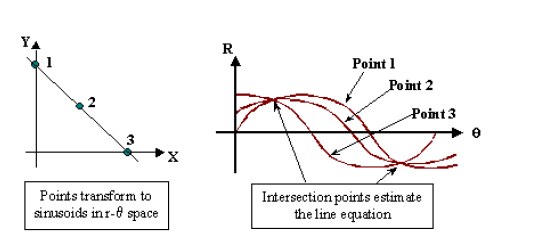 Y
1
2
3
X
Points transform to
sinusoids in r-θ space
R
Point 1
Point 2
Point 3
θ
Intersection points estimate
the line equation